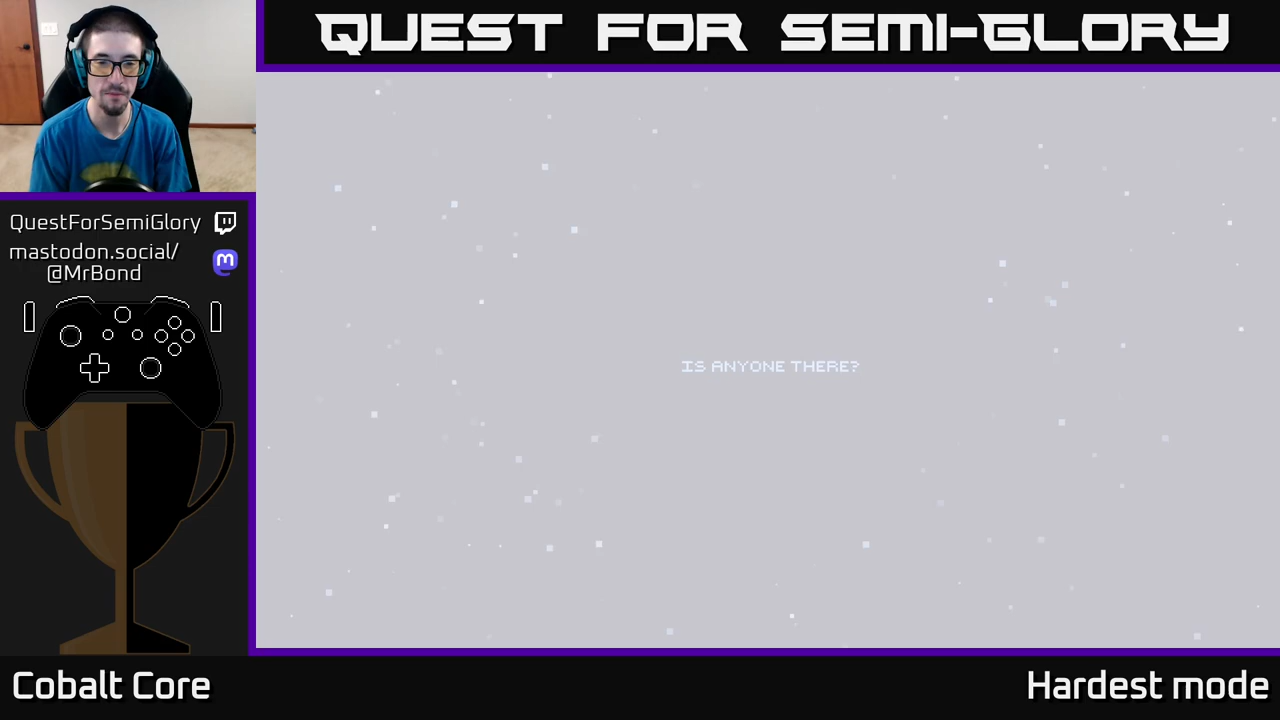 QUEST FOR SEMI-GLORY
QuestForSemiGlory
mastodon.social/
@MrBond
IS ANYONE THERE?
Cobalt Core
Hardest mode